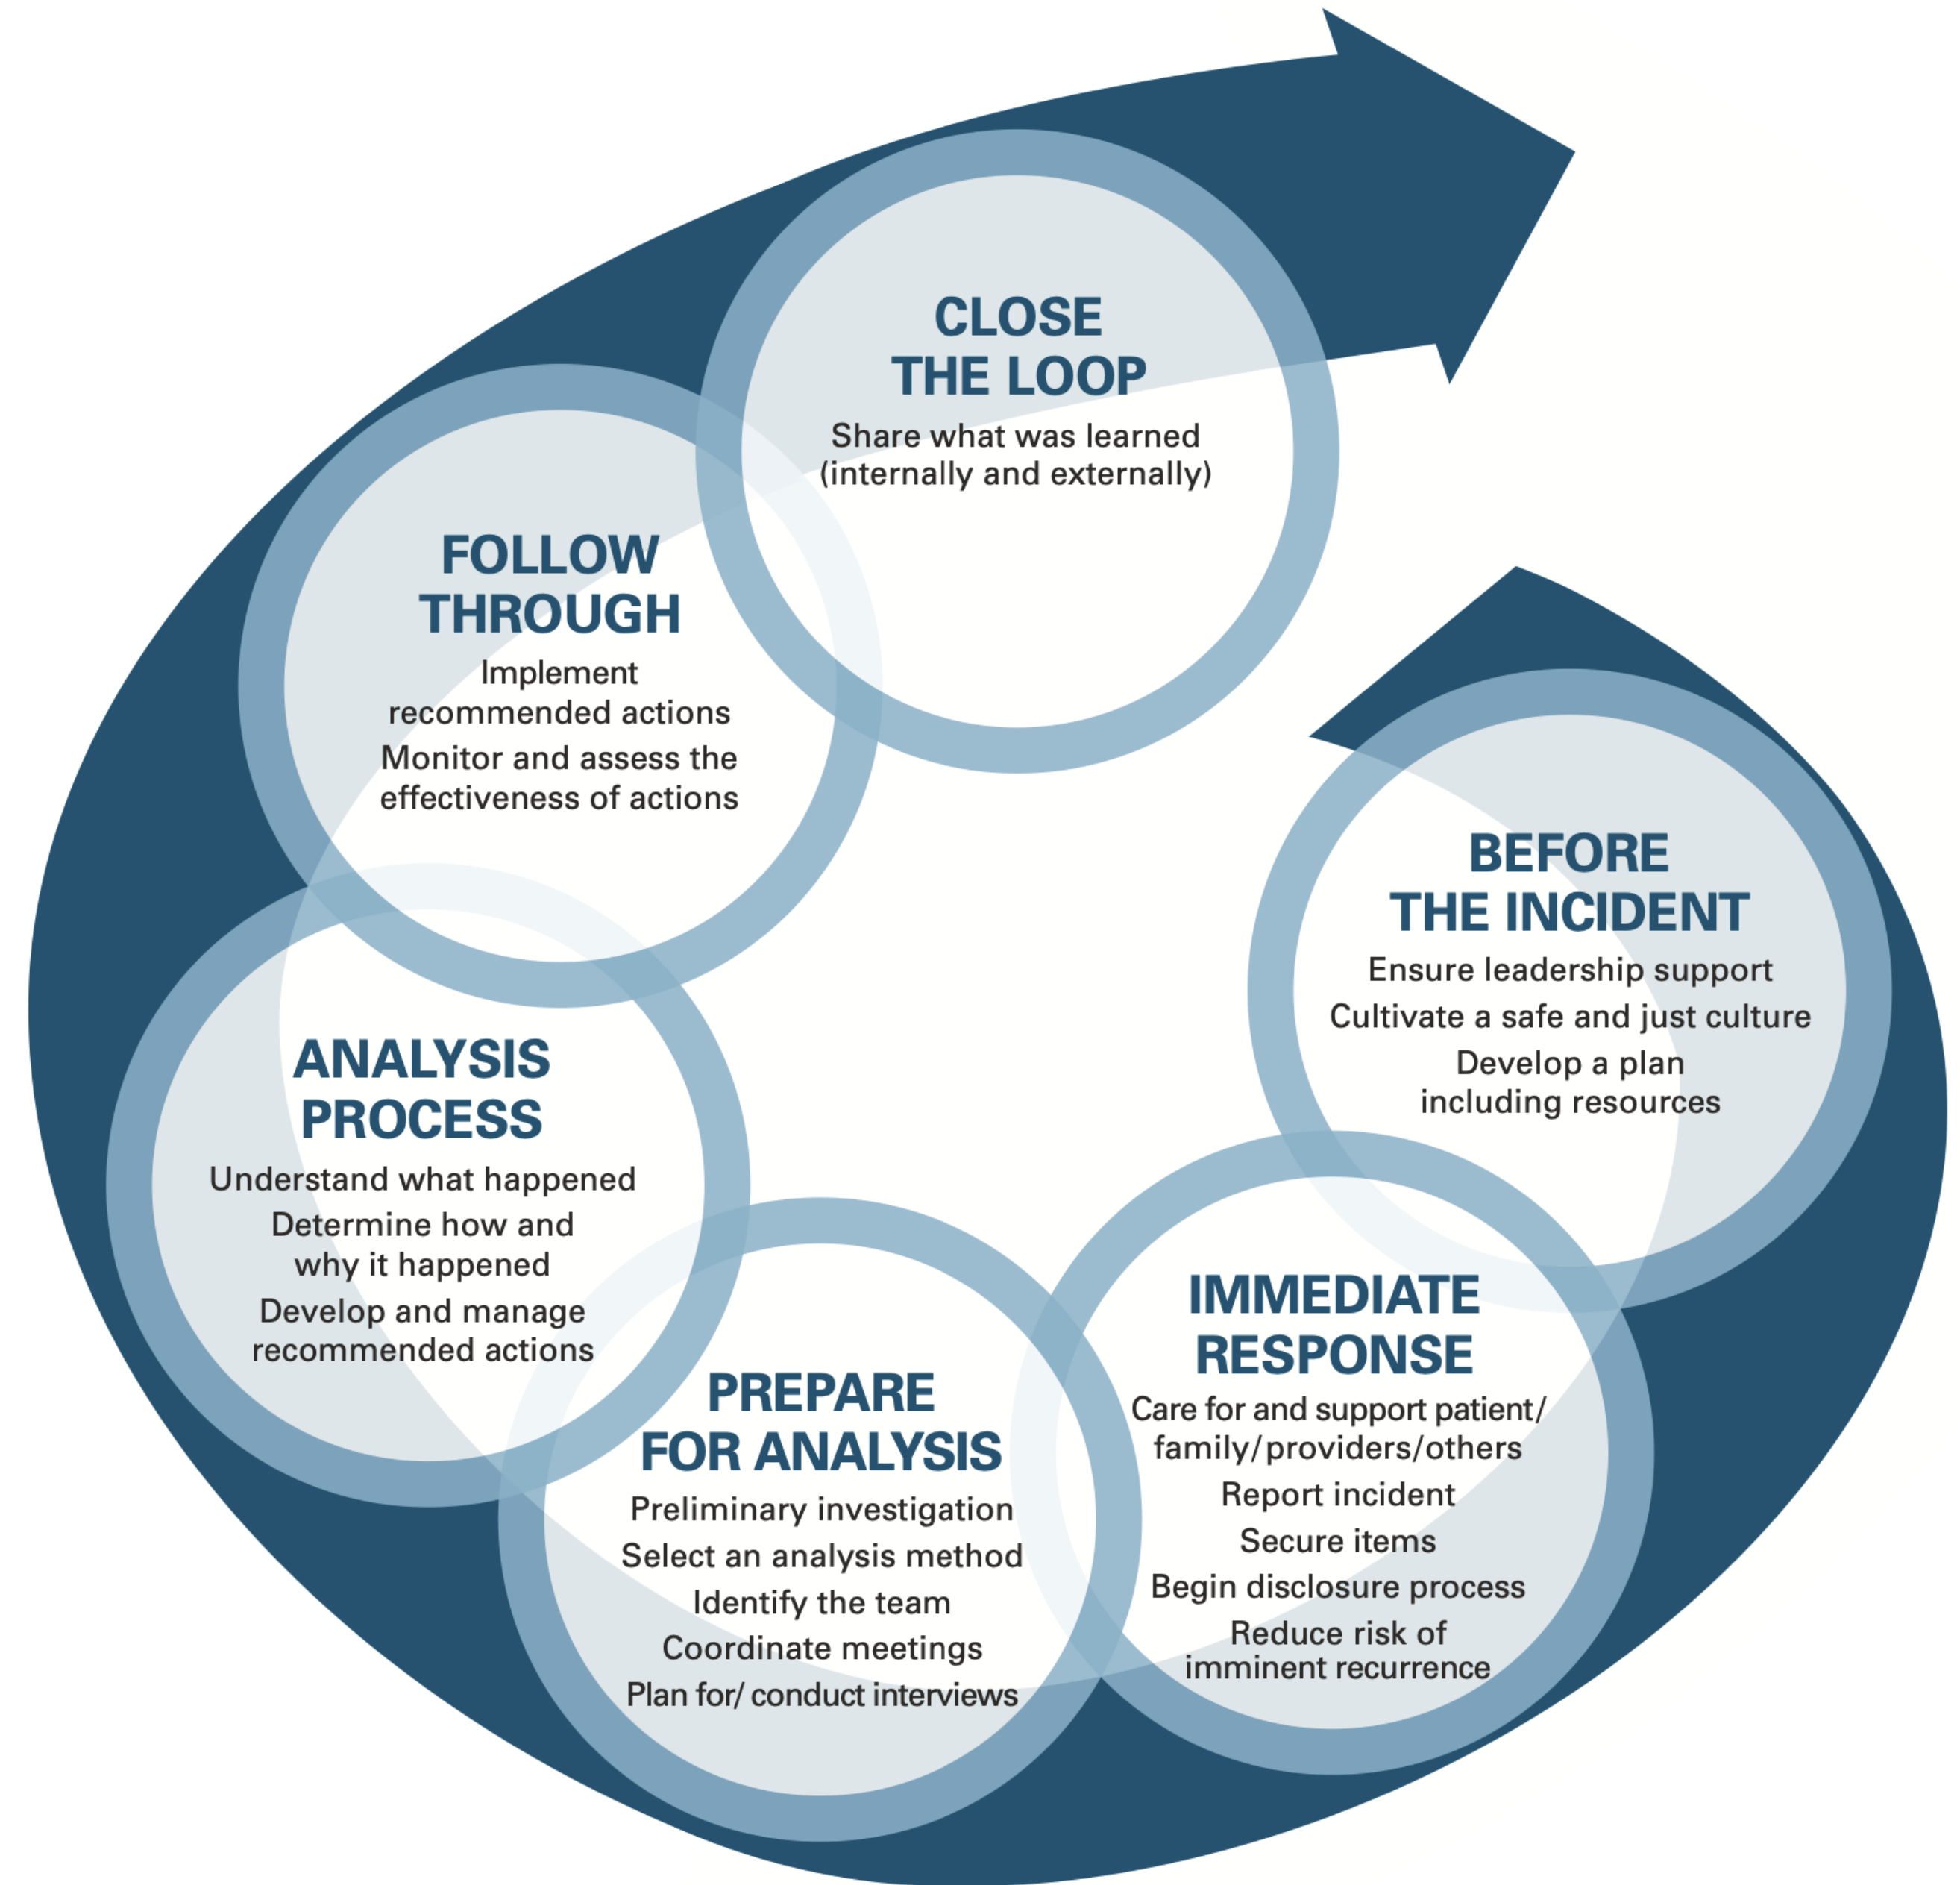 CLOSE
THE LOOP
Share what was learned
(internally and externally)
FOLLOW
THROUGH
Implement
recommended actions
Monitor and assess the
effectiveness of actions
BEFORE
THE INCIDENT
Ensure leadership support
Cultivate a safe and just culture
Develop a plan
including resources
ANALYSIS
PROCESS
Understand what happened
Determine how and
why it happened
Develop and manage
recommended actions
IMMEDIATE
RESPONSE
Care for and support patient/
family/providers/others
Report incident
Secure items
Begin disclosure process
Reduce risk of
imminent recurrence
PREPARE
FOR ANALYSIS
Preliminary investigation
Select an analysis method
Identify the team
Coordinate meetings
Plan for/ conduct interviews